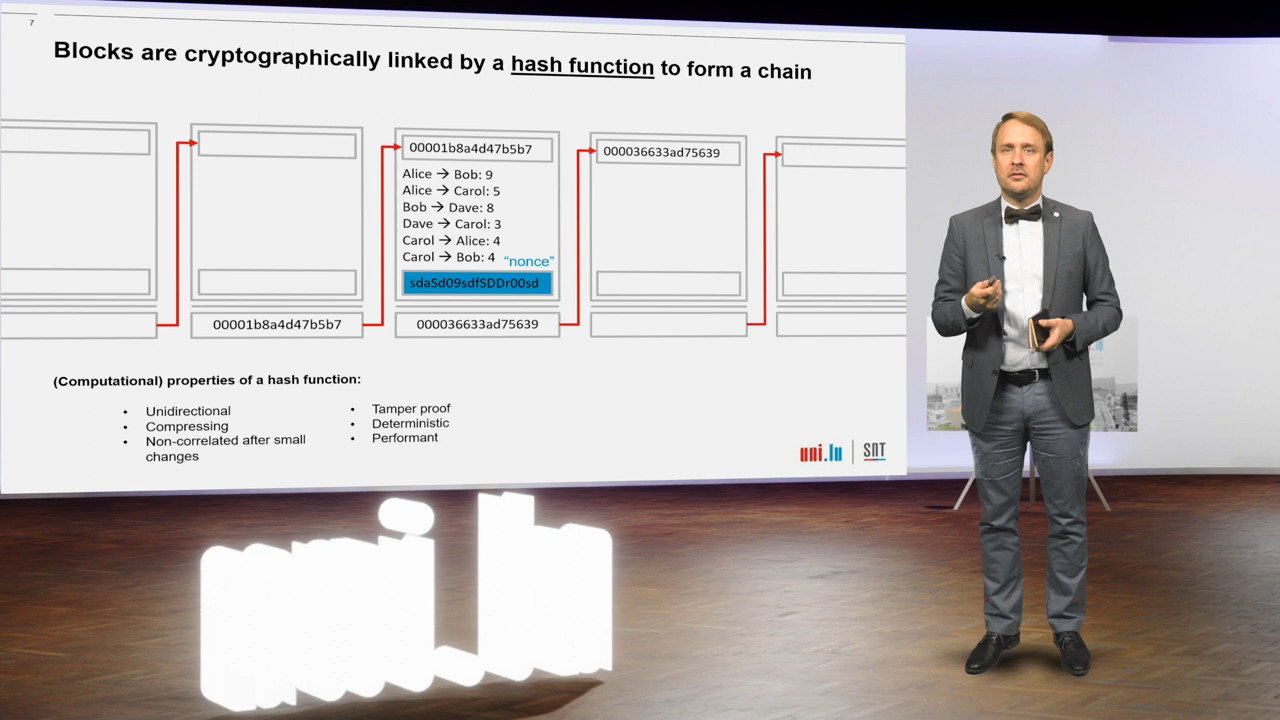 7
Blocks are cryptographically linked by a hash function to form a chain
00001b8a4d47b5b7
000036633ad75639
Alice → Bob: 9
Alice → Carol: 5
Bob → Dave: 8
Dave → Carol: 3
Carol → Alice: 4
Carol → Bob: 4 “nonce”
sdaSd09sdfSDDr00sd
00001b8a4d47b5b7
000036633ad75639
(Computational) properties of a hash function:
• Unidirectional
• Compressing
• Non-correlated after small
changes
• Tamper proof
• Deterministic
• Performant
uni.lu
SNT